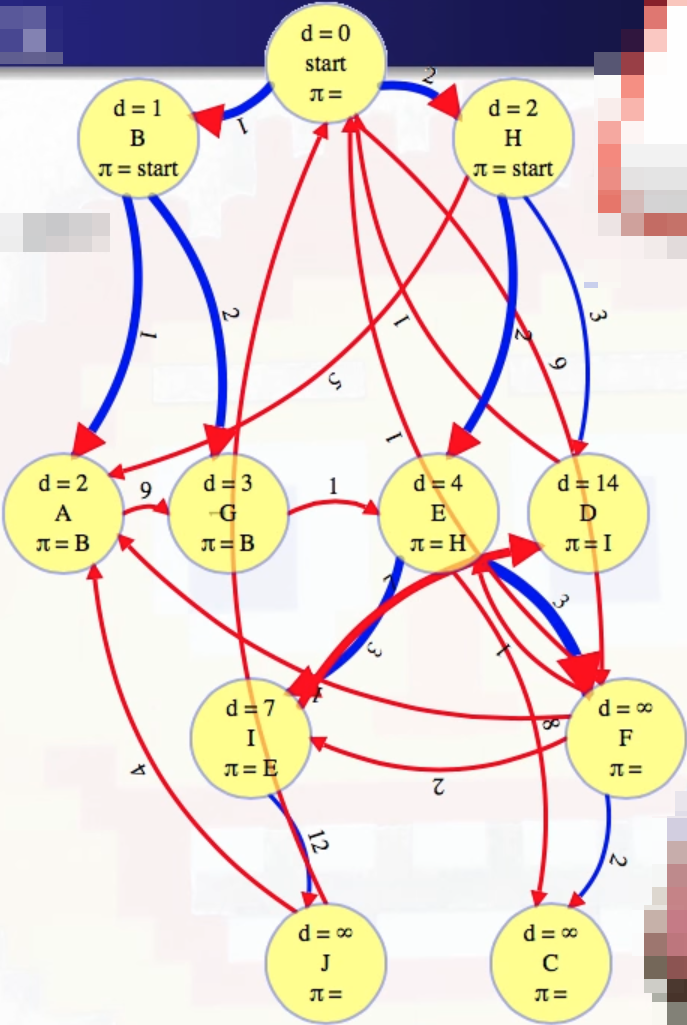 d = 0
start
π =
1
2
d = 1
B
π = start
d = 2
H
π = start
1
2
1
2
3
6
5
1
d = 2
A
π = B
9
d = 3
G
π = B
1
d = 4
E
π = H
d = 14
D
π = I
3
3
1
d = 7
I
π = E
8
d = ∞
F
π =
2
4
12
2
d = ∞
J
π =
d = ∞
C
π =